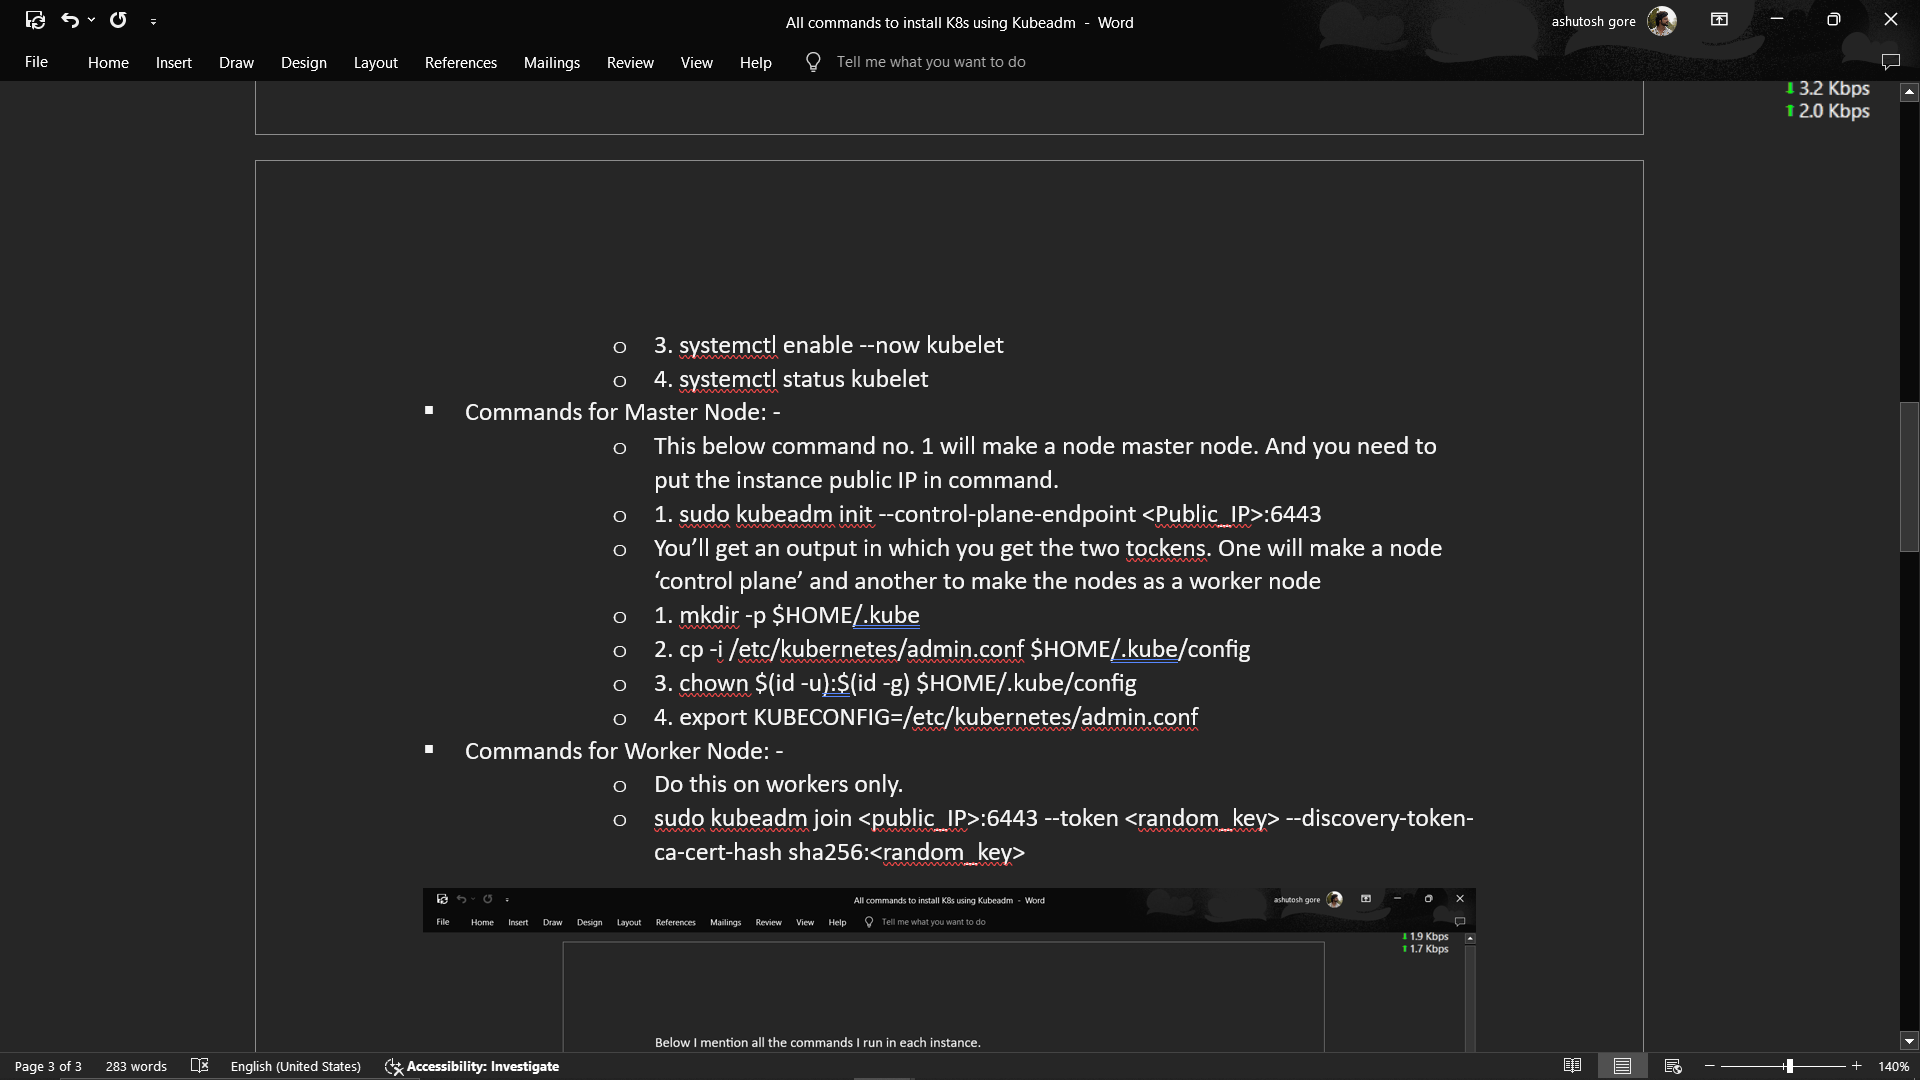 All commands to install K8s using Kubeadm - Word
ashutosh gore
File Home Insert Draw Design Layout References Mailings Review View Help Tell me what you want to do
3.2 Kbps
2.0 Kbps
o 3. systemctl enable --now kubelet
o 4. systemctl status kubelet
▪ Commands for Master Node: -
o This below command no. 1 will make a node master node. And you need to
put the instance public IP in command.
o 1. sudo kubeadm init --control-plane-endpoint <Public_IP>:6443
o You’ll get an output in which you get the two tockens. One will make a node
‘control plane’ and another to make the nodes as a worker node
o 1. mkdir -p $HOME/.kube
o 2. cp -i /etc/kubernetes/admin.conf $HOME/.kube/config
o 3. chown $(id -u):$(id -g) $HOME/.kube/config
o 4. export KUBECONFIG=/etc/kubernetes/admin.conf
▪ Commands for Worker Node: -
o Do this on workers only.
o sudo kubeadm join <public_IP>:6443 --token <random_key> --discovery-token-
ca-cert-hash sha256:<random_key>
All commands to install K8s using Kubeadm - Word
ashutosh gore
File Home Insert Draw Design Layout References Mailings Review View Help Tell me what you want to do
1.9 Kbps
1.7 Kbps
Below I mention all the commands I run in each instance.
Page 3 of 3 283 words English (United States) Accessibility: Investigate 140%